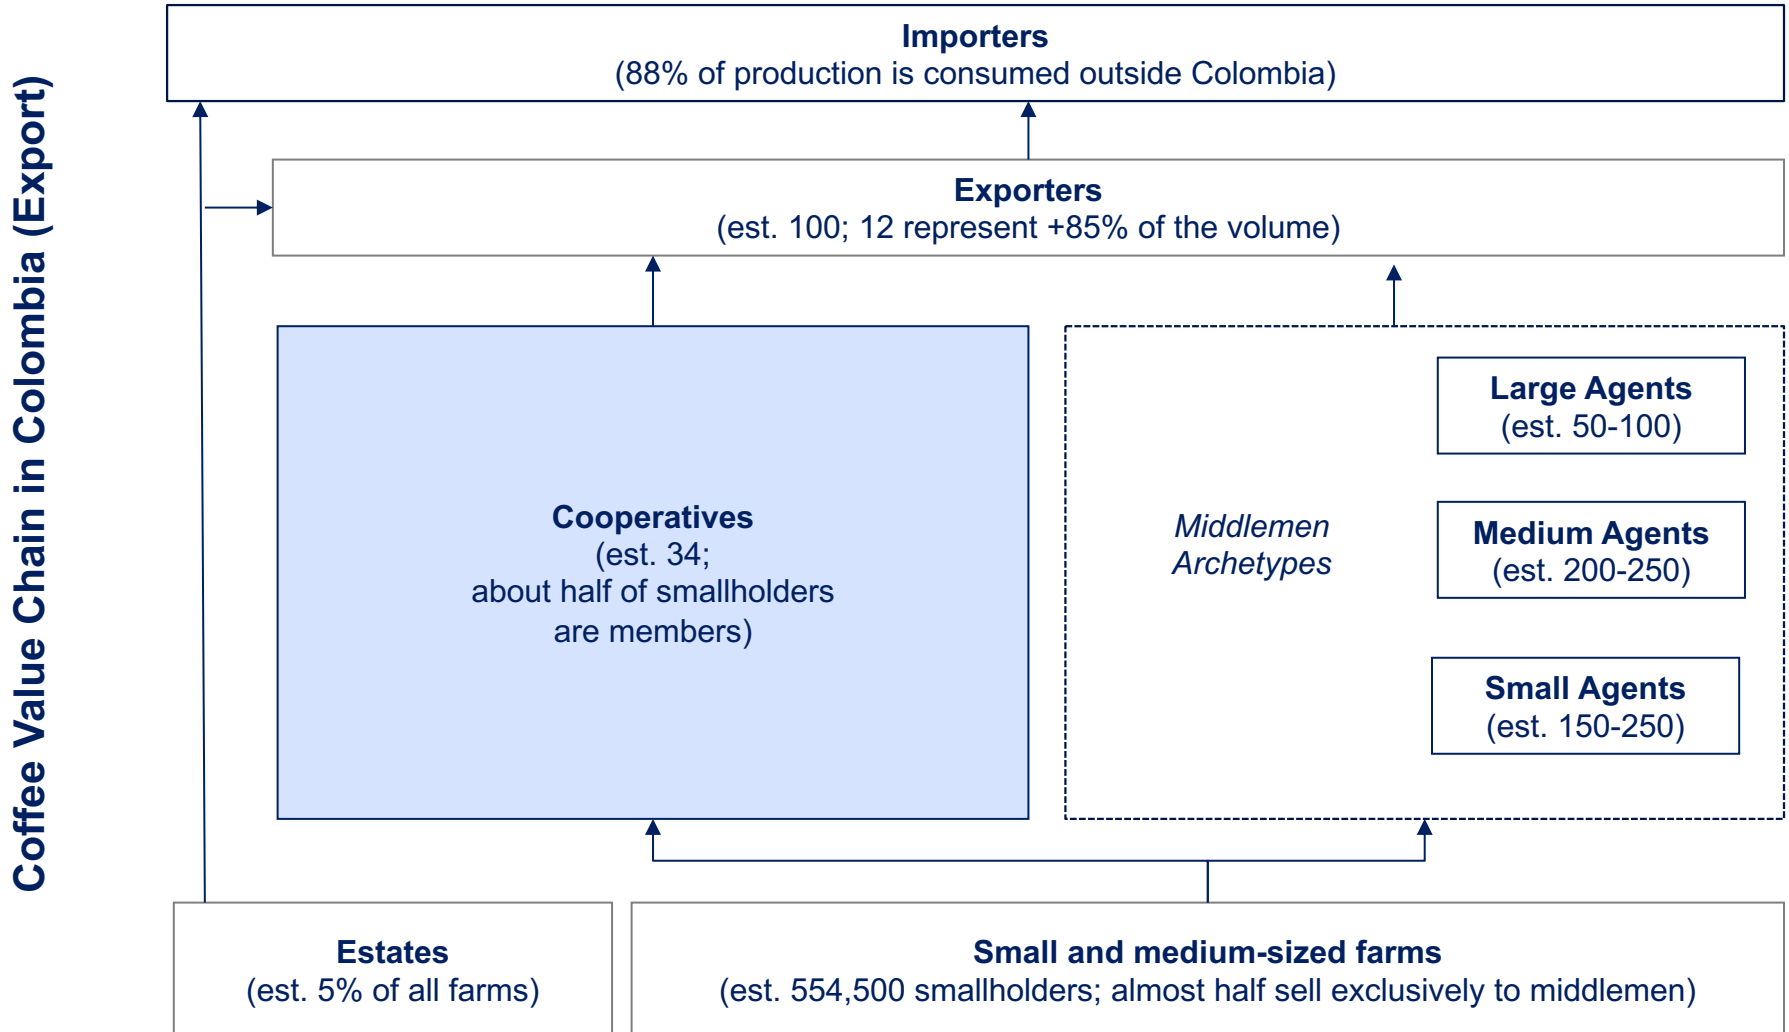 Coffee Value Chain in Colombia (Export)
Importers
(88% of production is consumed outside Colombia)
Exporters
(est. 100; 12 represent +85% of the volume)
Cooperatives
(est. 34;
about half of smallholders
are members)
Middlemen
Archetypes
Large Agents
(est. 50-100)
Medium Agents
(est. 200-250)
Small Agents
(est. 150-250)
Estates
(est. 5% of all farms)
Small and medium-sized farms
(est. 554,500 smallholders; almost half sell exclusively to middlemen)